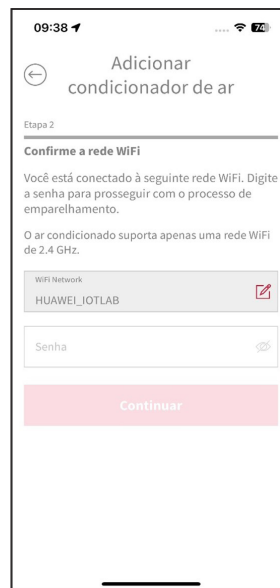 09:38
74
Adicionar
condicionador de ar
Etapa 2
Confirme a rede WiFi
Você está conectado à seguinte rede WiFi. Digite
a senha para prosseguir com o processo de
emparelhamento.
O ar condicionado suporta apenas uma rede WiFi
de 2.4 GHz.
WiFi Network
HUAWEI_IOTLAB
Senha
Continuar